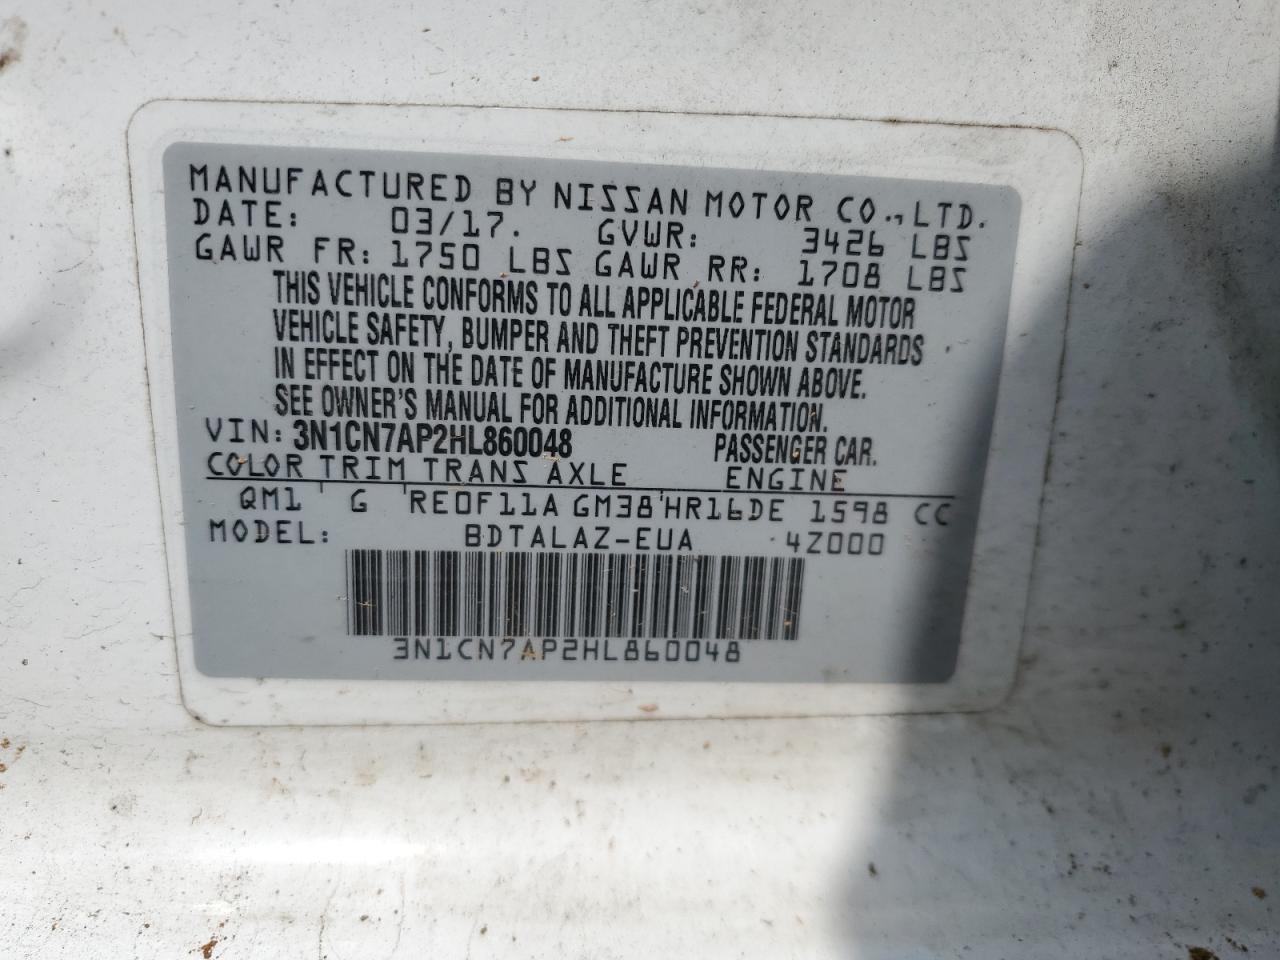 MANUFACTURED BY NISSAN MOTOR CO., LTD.
DATE: 03/17. GVWR: 3426 LBS
GAWR FR: 1750 LBS GAWR RR: 1708 LBS
THIS VEHICLE CONFORMS TO ALL APPLICABLE FEDERAL MOTOR
VEHICLE SAFETY, BUMPER AND THEFT PREVENTION STANDARDS
IN EFFECT ON THE DATE OF MANUFACTURE SHOWN ABOVE.
SEE OWNER'S MANUAL FOR ADDITIONAL INFORMATION.
VIN: 3N1CN7AP2HL860048 PASSENGER CAR.
COLOR TRIM TRANS AXLE ENGINE
QM1 G RE0F11A GM38 HR16DE 1598 CC
MODEL: BDTALAZ-EUA 4Z000
3N1CN7AP2HL860048